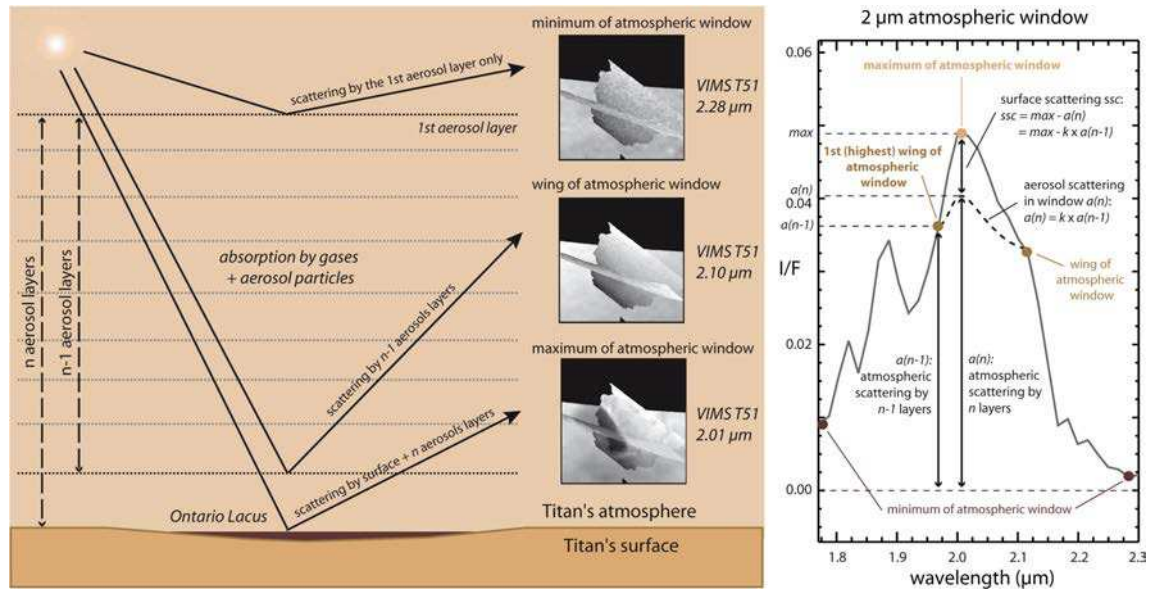 minimum of atmospheric window
scattering by the 1st aerosol layer only
VIMS T51
2.28 µm
1st aerosol layer
n aerosol layers
n-1 aerosol layers
absorption by gases
+ aerosol particles
wing of atmospheric window
scattering by n-1 aerosols layers
VIMS T51
2.10 µm
maximum of atmospheric window
scattering by surface + n aerosols layers
VIMS T51
2.01 µm
Ontario Lacus
Titan's atmosphere
Titan's surface
2 µm atmospheric window
0.06
maximum of atmospheric window
surface scattering ssc:
ssc = max - a(n)
= max - k x a(n-1)
max
1st (highest) wing of
atmospheric
window
a(n)
0.04
a(n-1)
aerosol scattering
in window a(n):
a(n) = k x a(n-1)
I/F
wing of
atmospheric
window
0.02
a(n-1):
atmospheric
scattering by
n-1 layers
a(n):
atmospheric
scattering by
n layers
0.00
minimum of atmospheric window
1.8
1.9
2.0
2.1
2.2
2.3
wavelength (µm)